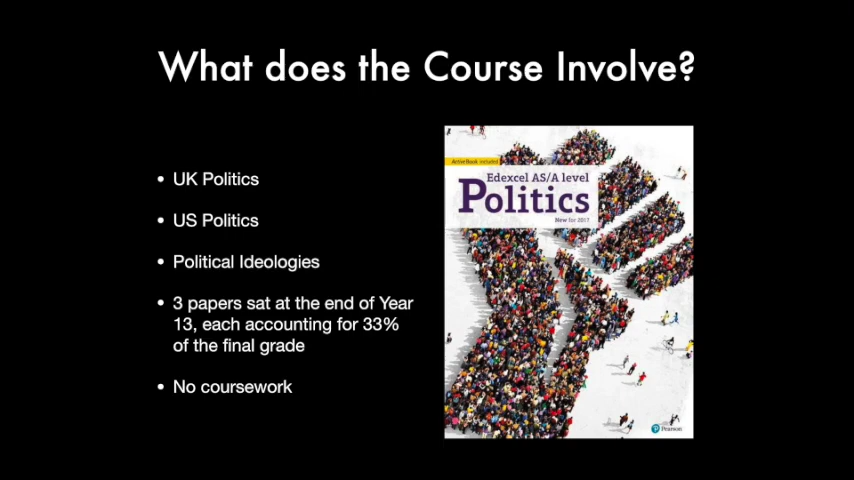 What does the Course Involve?
• UK Politics
• US Politics
• Political Ideologies
• 3 papers sat at the end of Year
13, each accounting for 33%
of the final grade
• No coursework
ActiveBook included
Edexcel AS/A level
Politics
New for 2017
Pearson